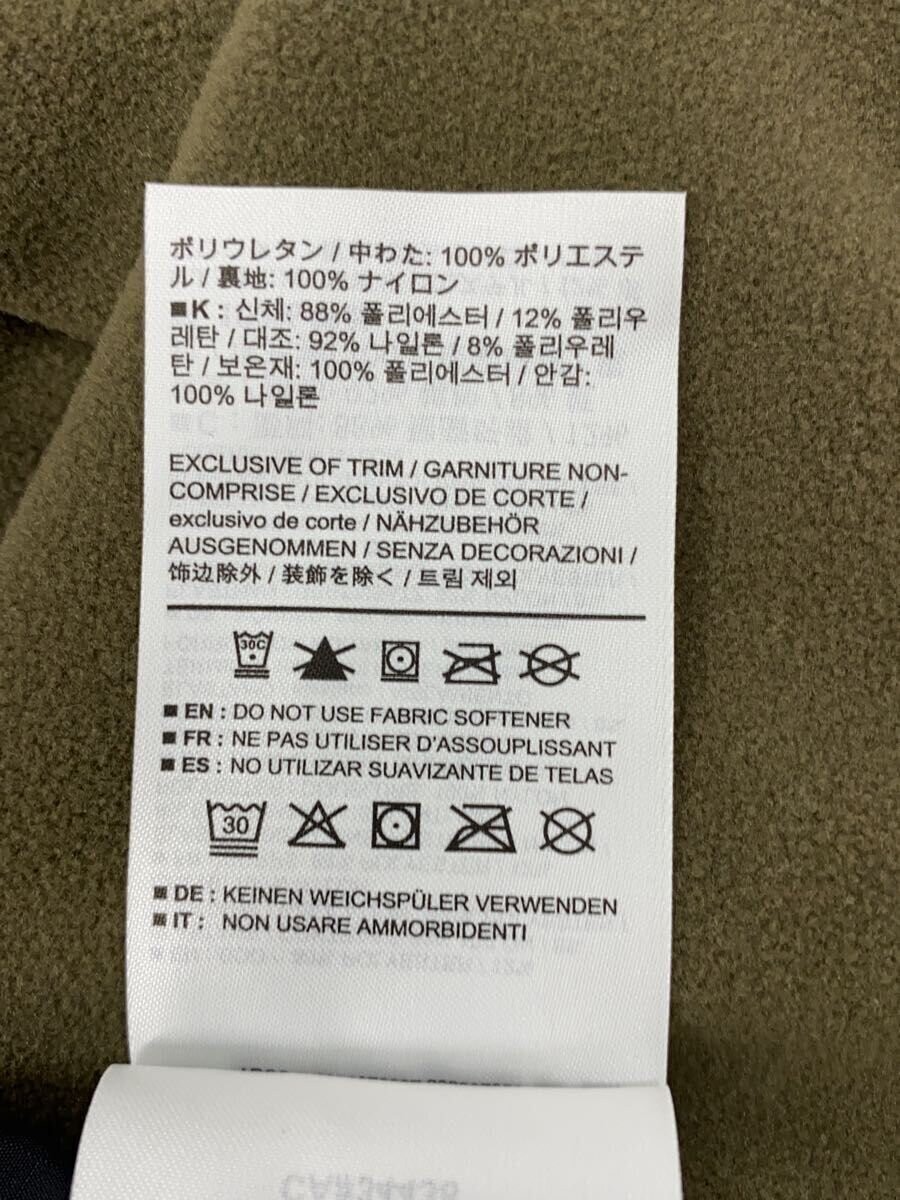 ポリウレタン / 中わた: 100% ポリエステ
ル / 裏地: 100% ナイロン
■ K : 신체: 88% 폴리에스터 / 12% 폴리우
레탄 / 대조: 92% 나일론 / 8% 폴리우레
탄 / 보온재: 100% 폴리에스터 / 안감:
100% 나일론
EXCLUSIVE OF TRIM / GARNITURE NON-
COMPRISE / EXCLUSIVO DE CORTE /
exclusivo de corte / NÄHZUBEHÖR
AUSGENOMMEN / SENZA DECORAZIONI /
饰边除外 / 装飾を除く / 트림 제외
30C
■ EN : DO NOT USE FABRIC SOFTENER
■ FR : NE PAS UTILISER D'ASSOUPLISSANT
■ ES : NO UTILIZAR SUAVIZANTE DE TELAS
30
■ DE : KEINEN WEICHSPÜLER VERWENDEN
■ IT : NON USARE AMMORBIDENTI